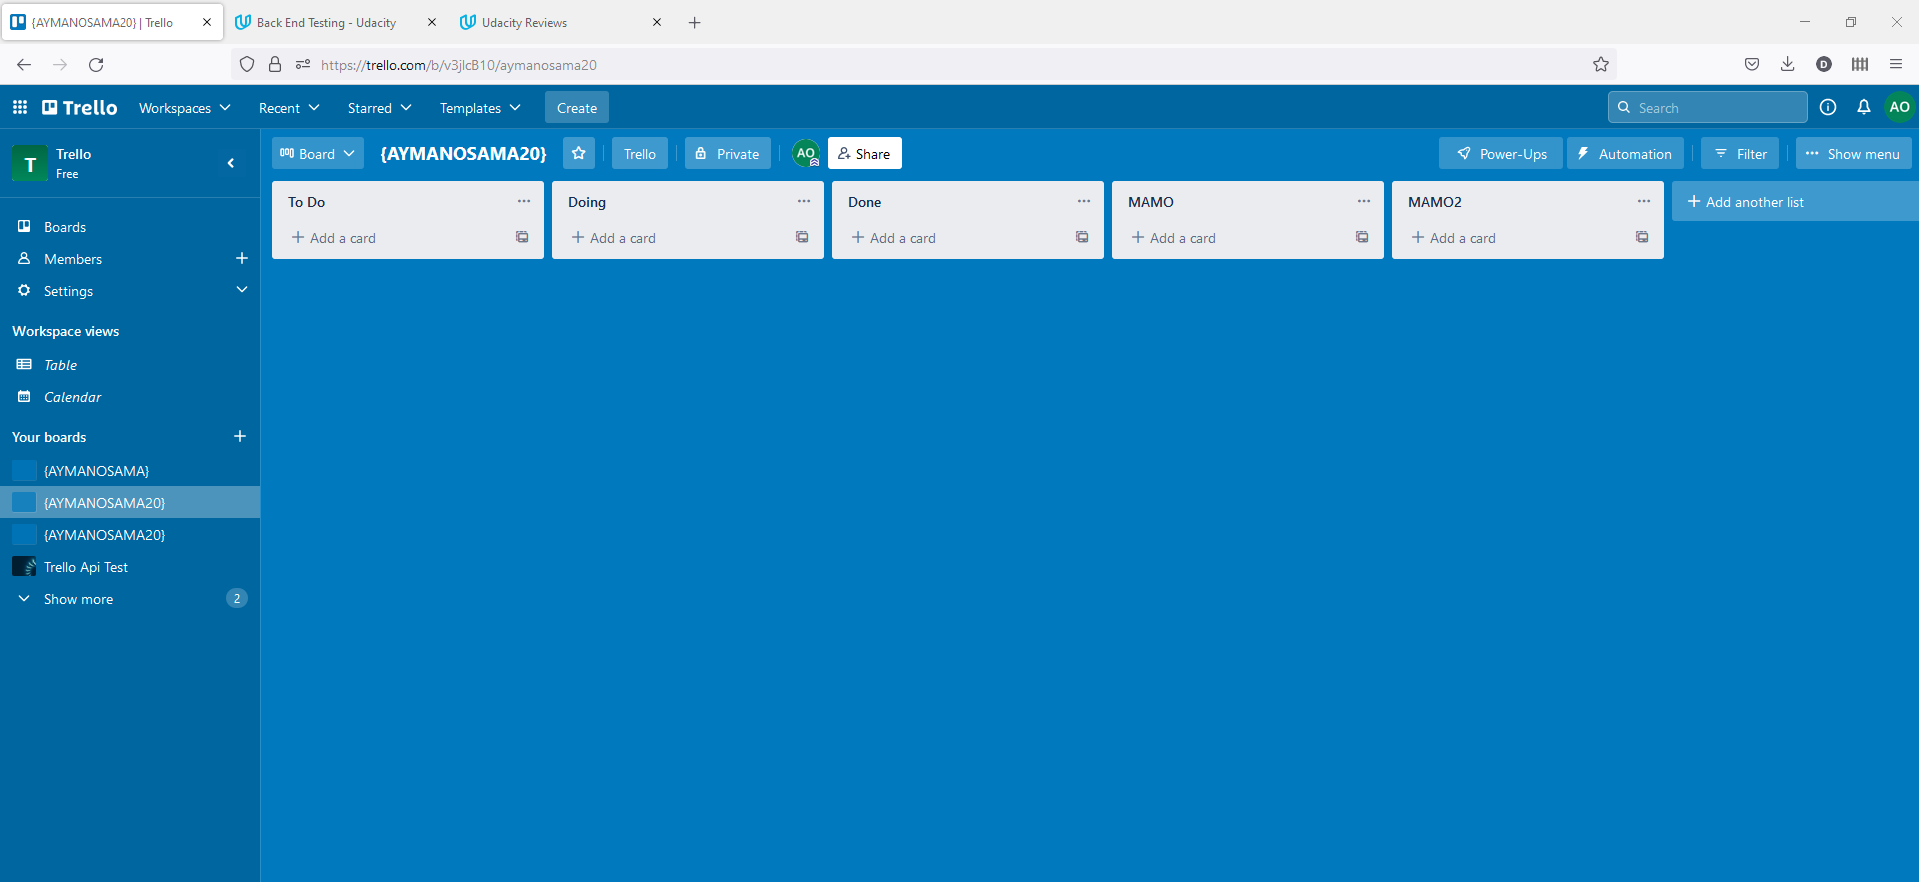 {AYMANOSAMA20} | Trello
Back End Testing - Udacity
Udacity Reviews
https://trello.com/b/v3jlcB10/aymanosama20
D
Trello
Workspaces
Recent
Starred
Templates
Create
Search
AO
T
Trello
Free
Board
{AYMANOSAMA20}
Trello
Private
AO
Share
Power-Ups
Automation
Filter
Show menu
To Do
Doing
Done
MAMO
MAMO2
Add another list
Add a card
Add a card
Add a card
Add a card
Add a card
Boards
Members
Settings
Workspace views
Table
Calendar
Your boards
{AYMANOSAMA}
{AYMANOSAMA20}
{AYMANOSAMA20}
Trello Api Test
Show more
2